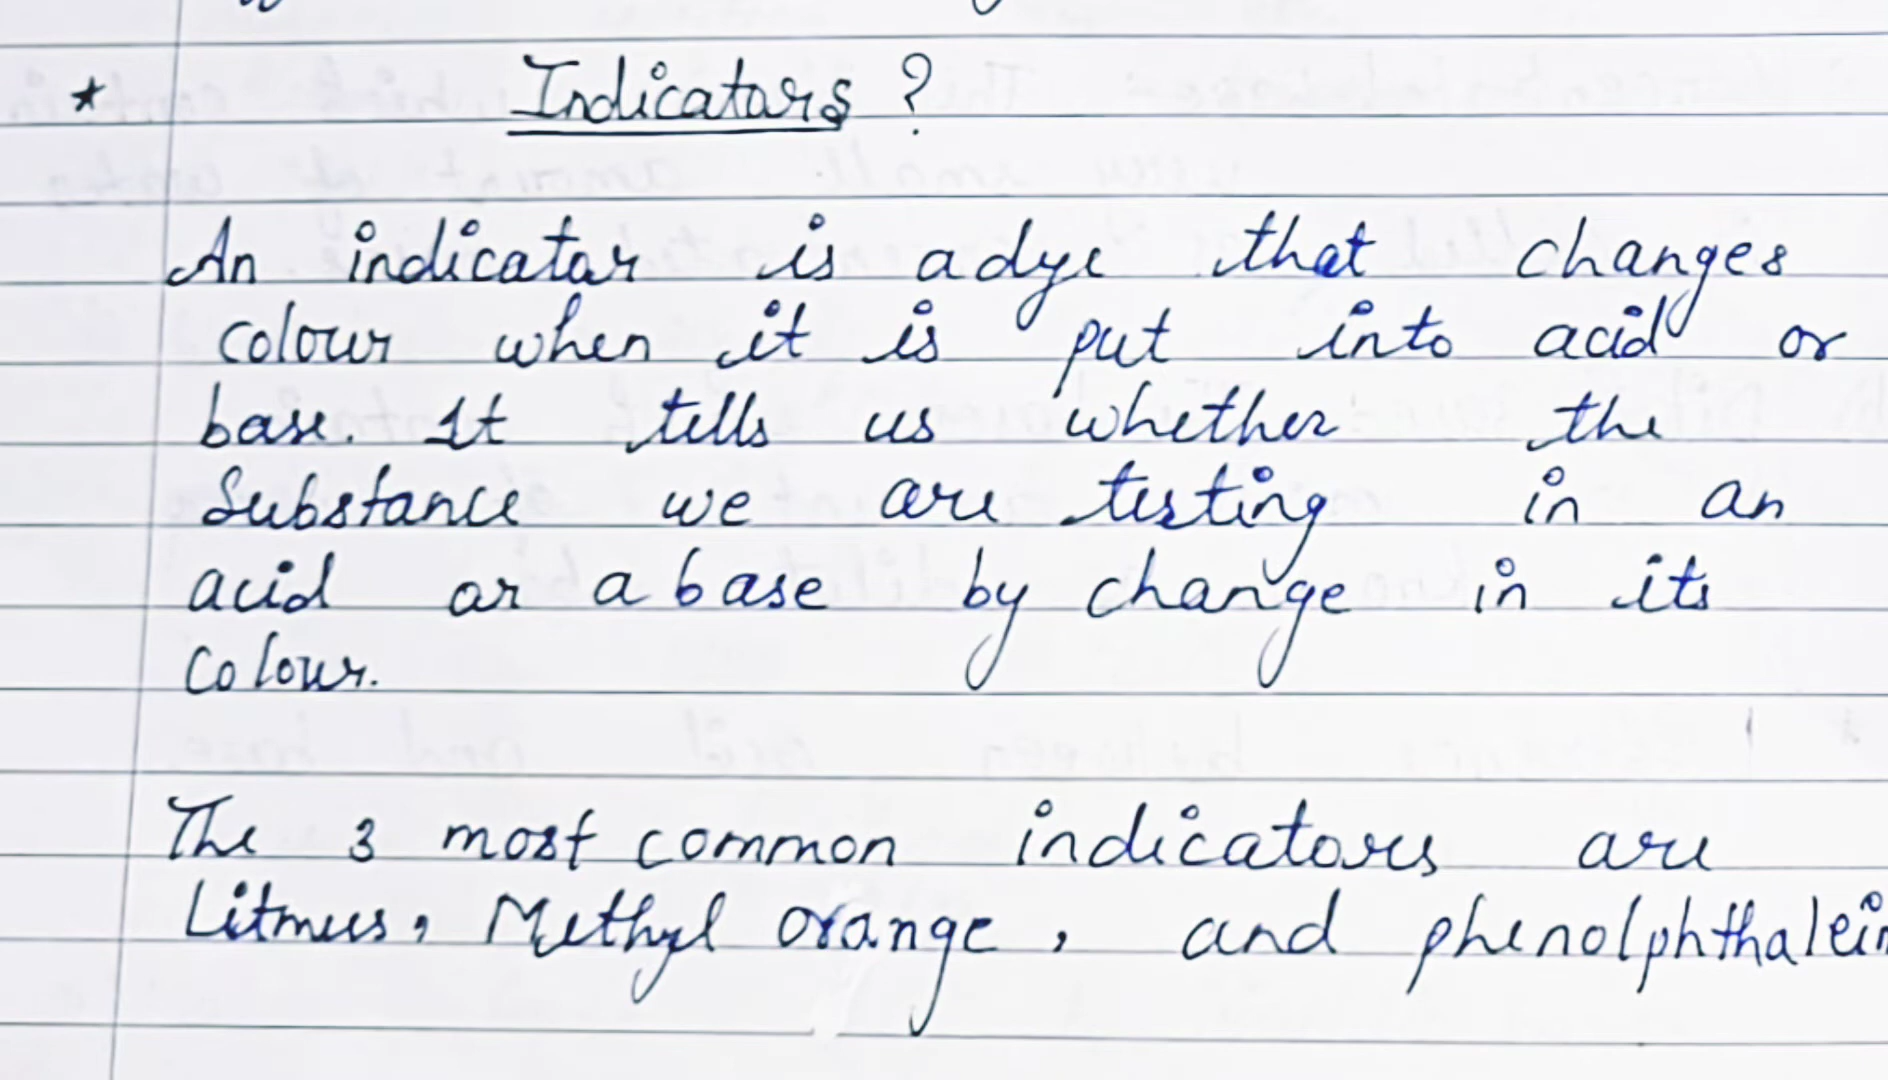 * Indicators ?
An indicator is a dye that changes
colour when it is put into acid or
base. It tells us whether the
Substance we are testing in an
acid or a base by change in its
Colour.
The 3 most common indicators are
Litmus, Methyl orange, and phenolphthalein